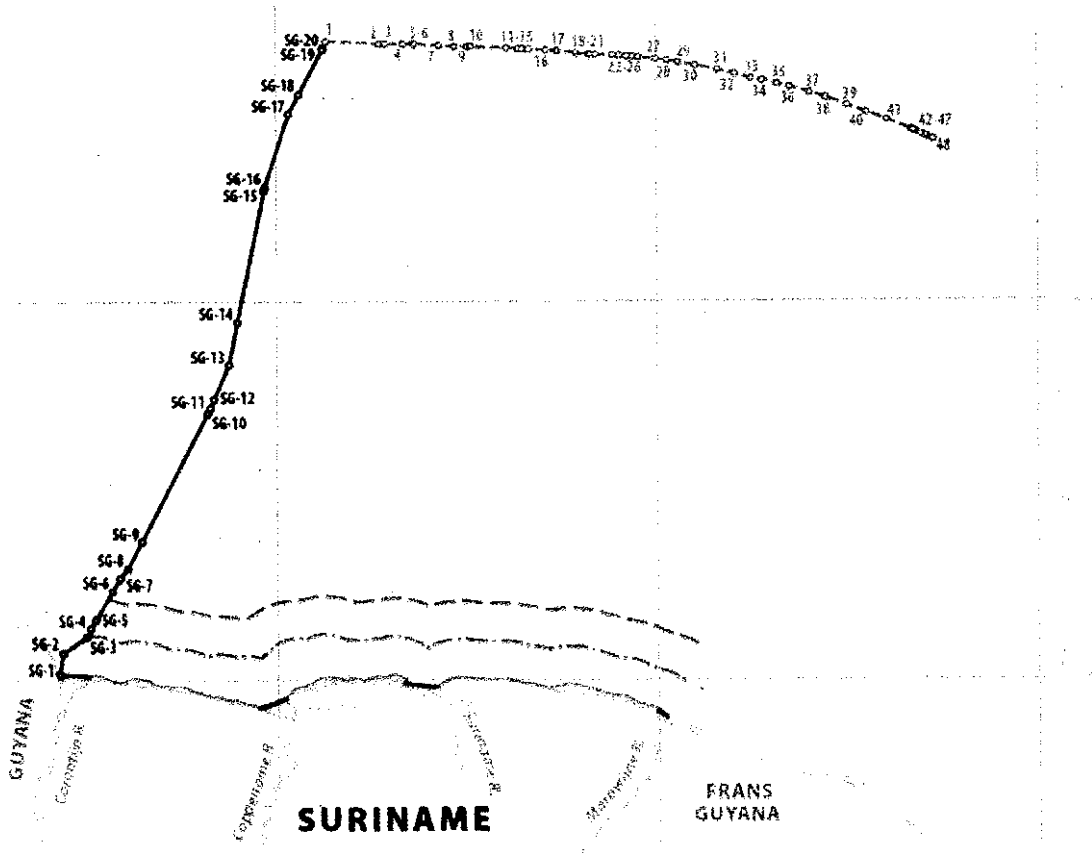 SG-20 1 2 3 4 5-6 7 8 9 10 11-15 16 17 18 19-21 23-26 27 28 29 30 31 32 33 34 35 36 37 38 39 40 43 42-47 48
SG-19
SG-18
SG-17
SG-16
SG-15
SG-14
SG-13
SG-12
SG-11
SG-10
SG-9
SG-8
SG-6
SG-7
SG-5
SG-4
SG-3
SG-2
SG-1
GUYANA
Corantijn R.
Coppename R.
Suriname R.
Marowijne R.
SURINAME
FRANS
GUYANA